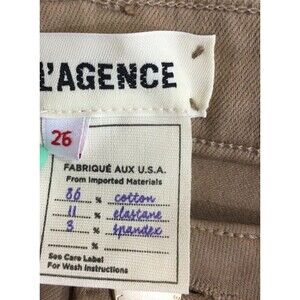 L'AGENCE
26
FABRIQUÉ AUX U.S.A.
From Imported Materials
86 % cotton
11 % elastane
3 % spandex
%
See Care Label
For Wash Instructions